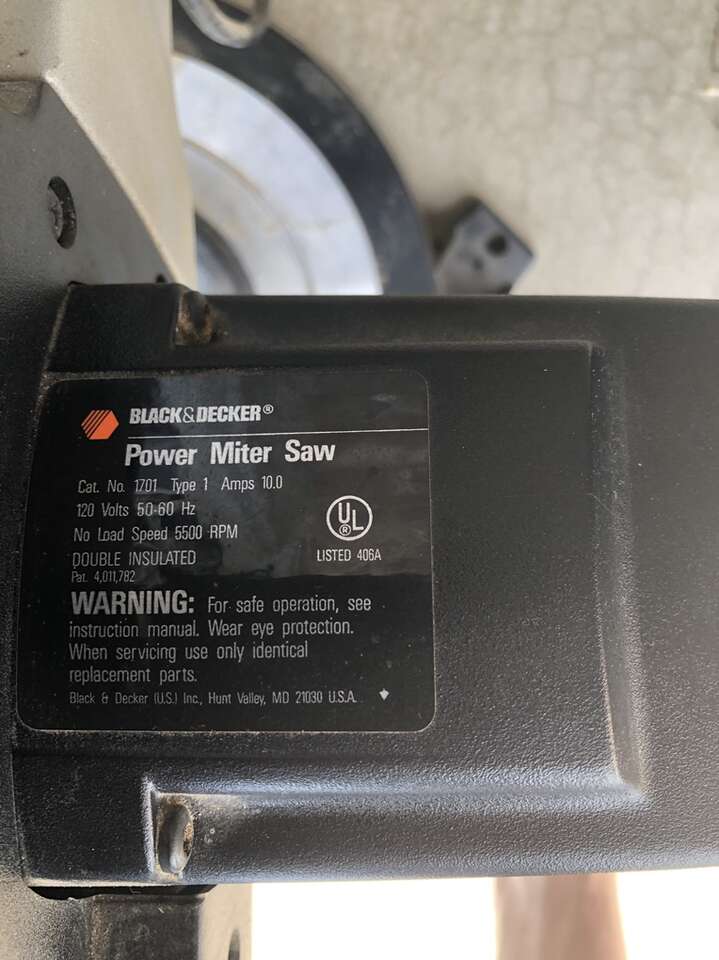 BLACK&DECKER®
Power Miter Saw
Cat. No. 1701 Type 1 Amps 10.0
120 Volts 50-60 Hz
No Load Speed 5500 RPM
DOUBLE INSULATED
Pat. 4,011,782
UL®
LISTED 406A
WARNING: For safe operation, see
instruction manual. Wear eye protection.
When servicing use only identical
replacement parts.
Black & Decker (U.S.) Inc., Hunt Valley, MD 21030 U.S.A.